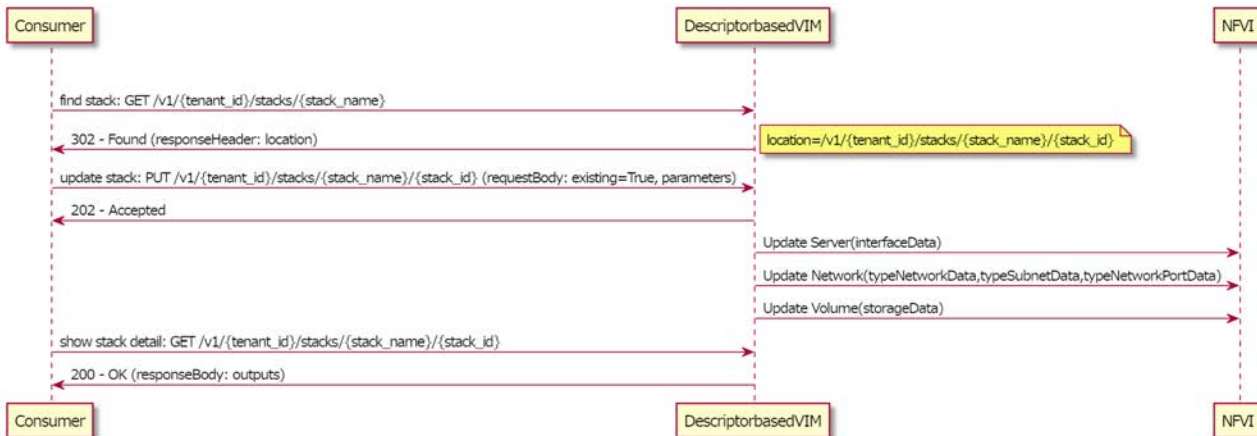 Consumer
DescriptorbasedVIM
NFVI
find stack: GET /v1/{tenant_id}/stacks/{stack_name}
302 - Found (responseHeader: location)
location=/v1/{tenant_id}/stacks/{stack_name}/{stack_id}
update stack: PUT /v1/{tenant_id}/stacks/{stack_name}/{stack_id} (requestBody: existing=True, parameters)
202 - Accepted
Update Server(interfaceData)
Update Network(typeNetworkData,typeSubnetData,typeNetworkPortData)
Update Volume(storageData)
show stack detail: GET /v1/{tenant_id}/stacks/{stack_name}/{stack_id}
200 - OK (responseBody: outputs)
Consumer
DescriptorbasedVIM
NFVI